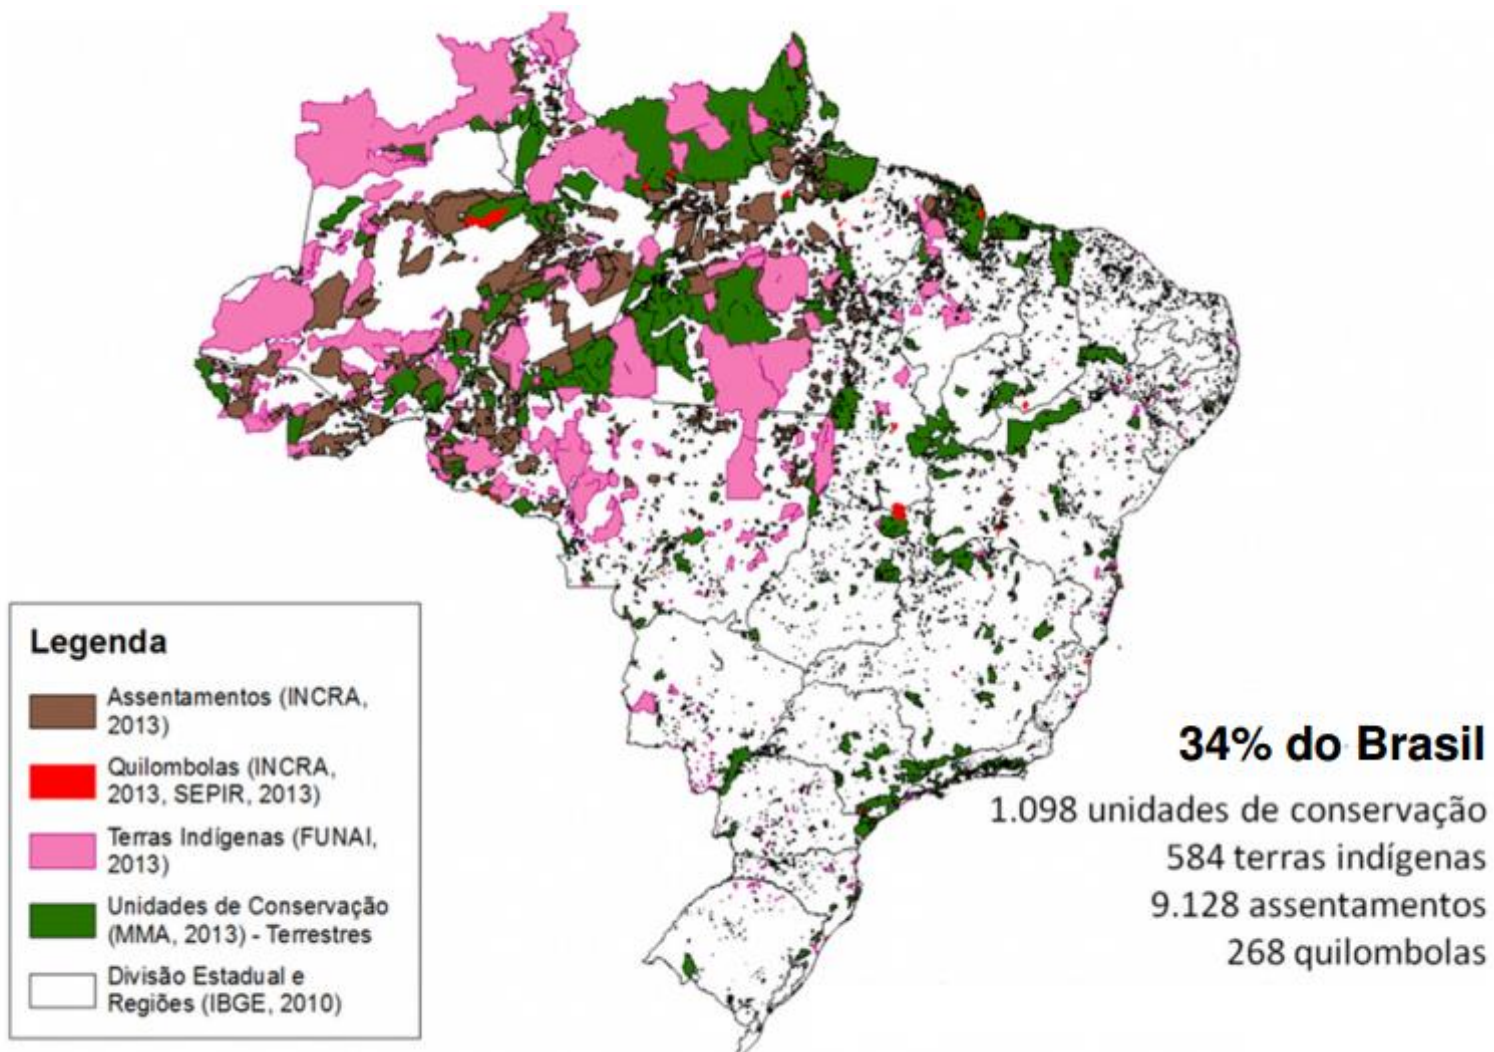 Legenda
Assentamentos (INCRA,
2013)
Quilombolas (INCRA,
2013, SEPIR, 2013)
Terras Indígenas (FUNAI,
2013)
Unidades de Conservação
(MMA, 2013) - Terrestres
Divisão Estadual e
Regiões (IBGE, 2010)
34% do Brasil
1.098 unidades de conservação
584 terras indígenas
9.128 assentamentos
268 quilombolas